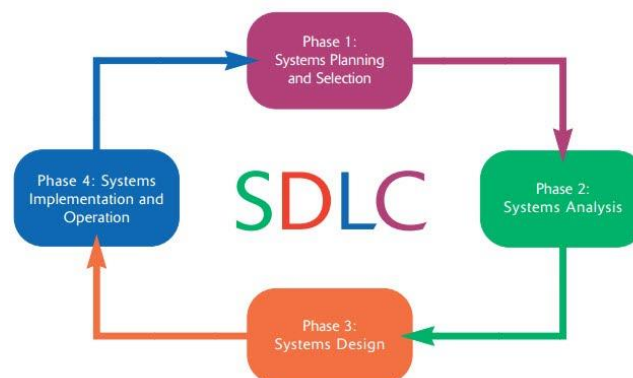 Phase 1:
Systems Planning
and Selection
Phase 4: Systems
Implementation and
Operation
SDLC
Phase 2:
Systems Analysis
Phase 3:
Systems Design